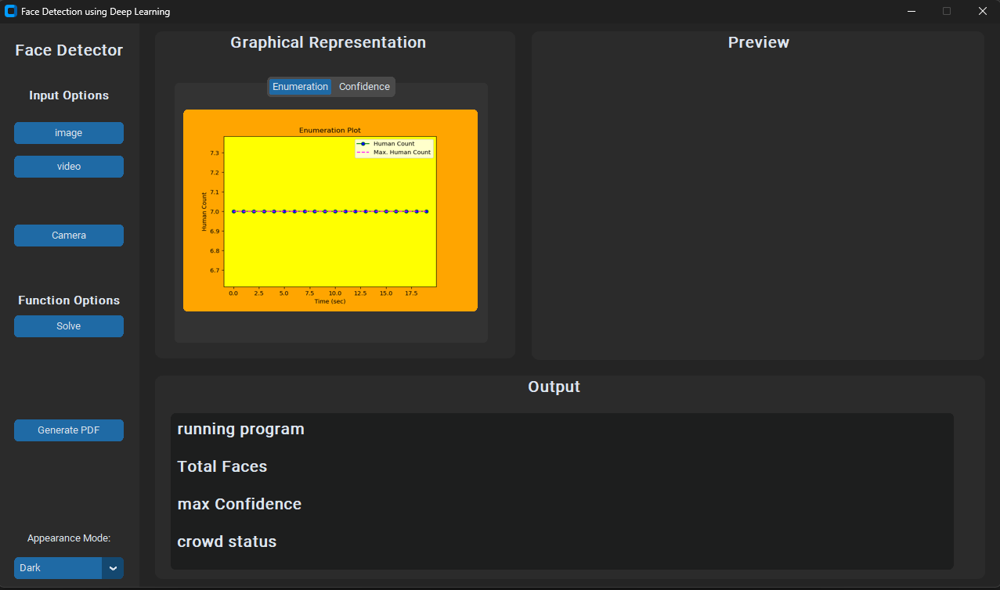 Face Detection using Deep Learning
Face Detector
Input Options
image
video
Camera
Function Options
Solve
Generate PDF
Appearance Mode:
Dark
Graphical Representation
Enumeration Confidence
Enumeration Plot
Human Count
Max. Human Count
7.3
7.2
7.1
7.0
6.9
6.8
6.7
Human Count
0.0 2.5 5.0 7.5 10.0 12.5 15.0 17.5
Time (sec)
Preview
Output
running program
Total Faces
max Confidence
crowd status